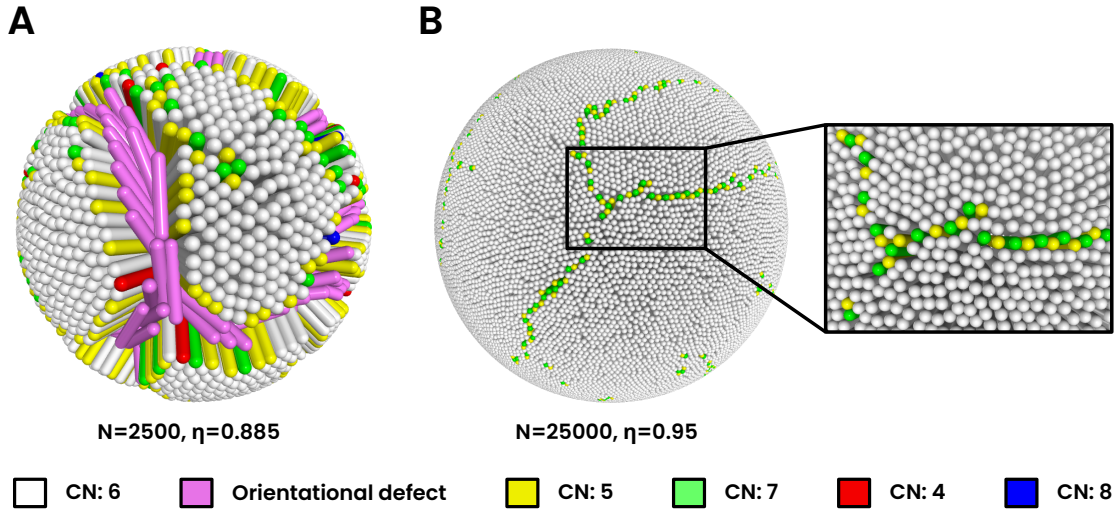 A
B
N=2500, η=0.885
N=25000, η=0.95
CN: 6
Orientational defect
CN: 5
CN: 7
CN: 4
CN: 8